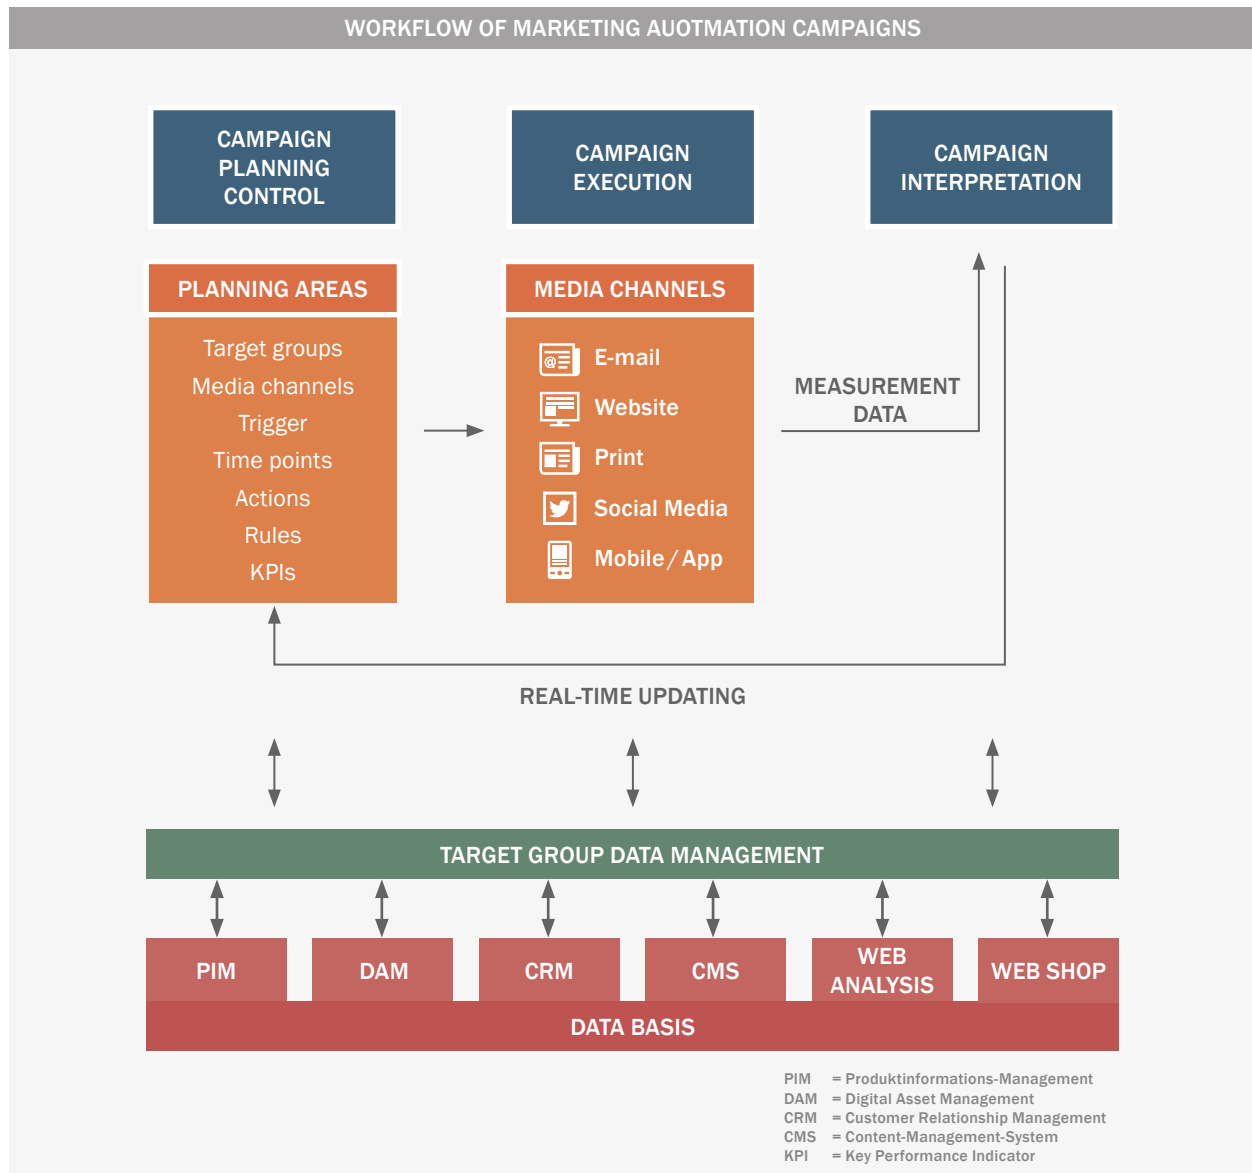 WORKFLOW OF MARKETING AUOTMATION CAMPAIGNS
CAMPAIGN
PLANNING
CONTROL
CAMPAIGN
EXECUTION
CAMPAIGN
INTERPRETATION
PLANNING AREAS
Target groups
Media channels
Trigger
Time points
Actions
Rules
KPIs
MEDIA CHANNELS
E-mail
Website
Print
Social Media
Mobile / App
MEASUREMENT
DATA
REAL-TIME UPDATING
TARGET GROUP DATA MANAGEMENT
PIM
DAM
CRM
CMS
WEB
ANALYSIS
WEB SHOP
DATA BASIS
PIM = Produktinformations-Management
DAM = Digital Asset Management
CRM = Customer Relationship Management
CMS = Content-Management-System
KPI = Key Performance Indicator